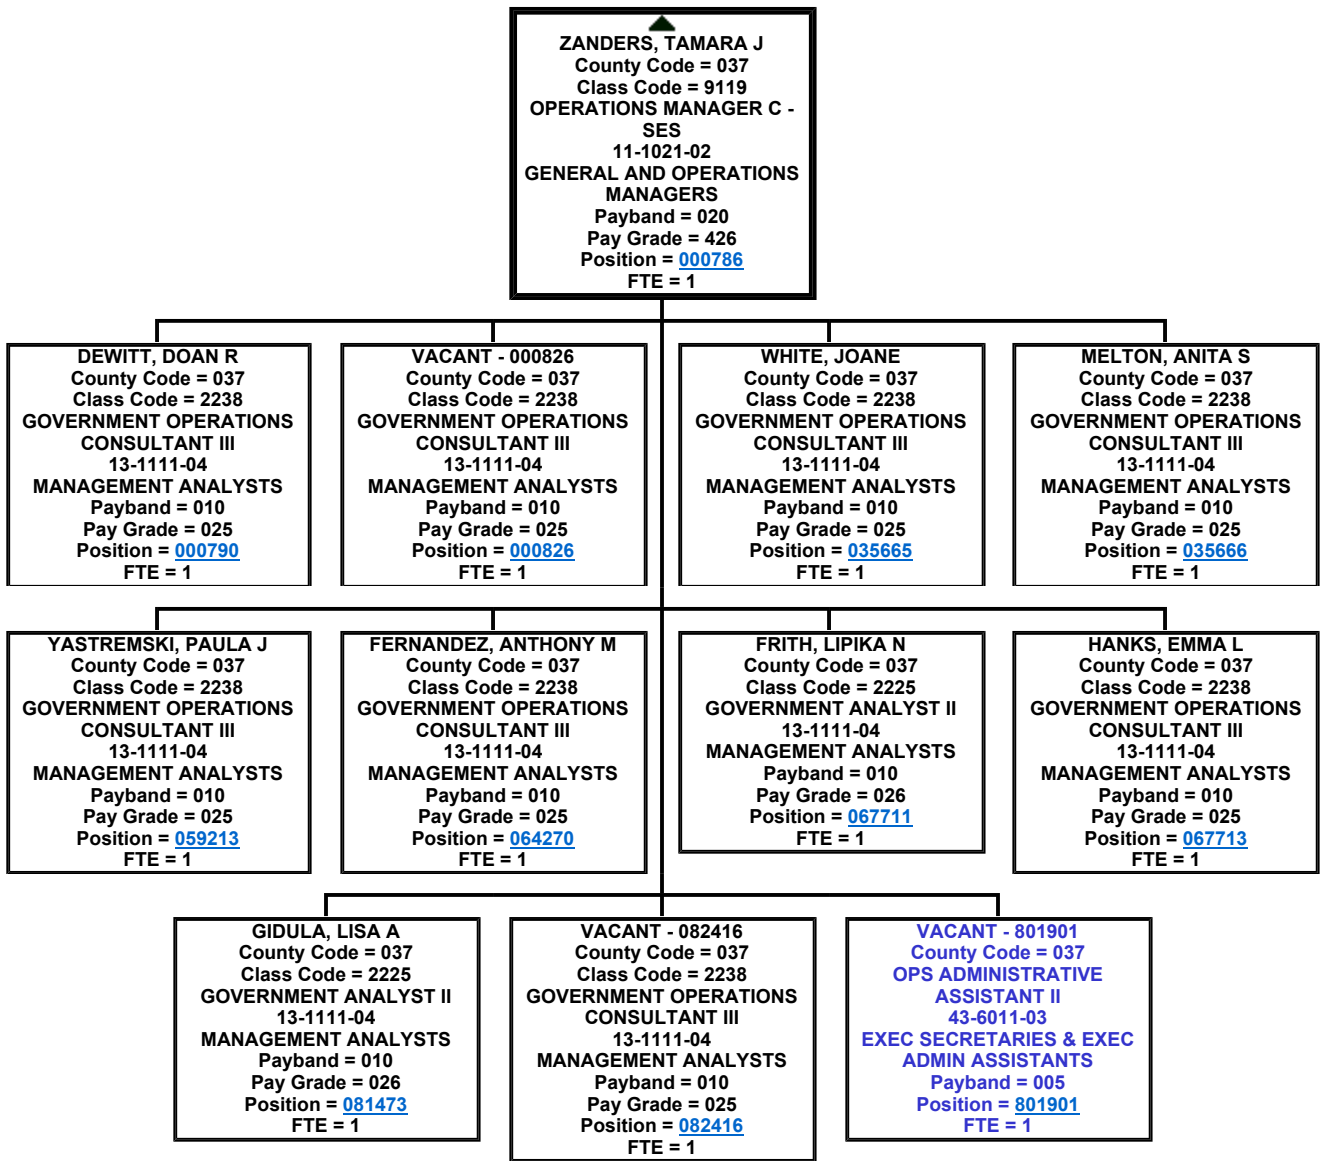 ZANDERS, TAMARA J
County Code = 037
Class Code = 9119
OPERATIONS MANAGER C -
SES
11-1021-02
GENERAL AND OPERATIONS
MANAGERS
Payband = 020
Pay Grade = 426
Position = 000786
FTE = 1
DEWITT, DOAN R
County Code = 037
Class Code = 2238
GOVERNMENT OPERATIONS
CONSULTANT III
13-1111-04
MANAGEMENT ANALYSTS
Payband = 010
Pay Grade = 025
Position = 000790
FTE = 1
VACANT - 000826
County Code = 037
Class Code = 2238
GOVERNMENT OPERATIONS
CONSULTANT III
13-1111-04
MANAGEMENT ANALYSTS
Payband = 010
Pay Grade = 025
Position = 000826
FTE = 1
WHITE, JOANE
County Code = 037
Class Code = 2238
GOVERNMENT OPERATIONS
CONSULTANT III
13-1111-04
MANAGEMENT ANALYSTS
Payband = 010
Pay Grade = 025
Position = 035665
FTE = 1
MELTON, ANITA S
County Code = 037
Class Code = 2238
GOVERNMENT OPERATIONS
CONSULTANT III
13-1111-04
MANAGEMENT ANALYSTS
Payband = 010
Pay Grade = 025
Position = 035666
FTE = 1
YASTREMSKI, PAULA J
County Code = 037
Class Code = 2238
GOVERNMENT OPERATIONS
CONSULTANT III
13-1111-04
MANAGEMENT ANALYSTS
Payband = 010
Pay Grade = 025
Position = 059213
FTE = 1
FERNANDEZ, ANTHONY M
County Code = 037
Class Code = 2238
GOVERNMENT OPERATIONS
CONSULTANT III
13-1111-04
MANAGEMENT ANALYSTS
Payband = 010
Pay Grade = 025
Position = 064270
FTE = 1
FRITH, LIPIKA N
County Code = 037
Class Code = 2225
GOVERNMENT ANALYST II
13-1111-04
MANAGEMENT ANALYSTS
Payband = 010
Pay Grade = 026
Position = 067711
FTE = 1
HANKS, EMMA L
County Code = 037
Class Code = 2238
GOVERNMENT OPERATIONS
CONSULTANT III
13-1111-04
MANAGEMENT ANALYSTS
Payband = 010
Pay Grade = 025
Position = 067713
FTE = 1
GIDULA, LISA A
County Code = 037
Class Code = 2225
GOVERNMENT ANALYST II
13-1111-04
MANAGEMENT ANALYSTS
Payband = 010
Pay Grade = 026
Position = 081473
FTE = 1
VACANT - 082416
County Code = 037
Class Code = 2238
GOVERNMENT OPERATIONS
CONSULTANT III
13-1111-04
MANAGEMENT ANALYSTS
Payband = 010
Pay Grade = 025
Position = 082416
FTE = 1
VACANT - 801901
County Code = 037
OPS ADMINISTRATIVE
ASSISTANT II
43-6011-03
EXEC SECRETARIES & EXEC
ADMIN ASSISTANTS
Payband = 005
Position = 801901
FTE = 1